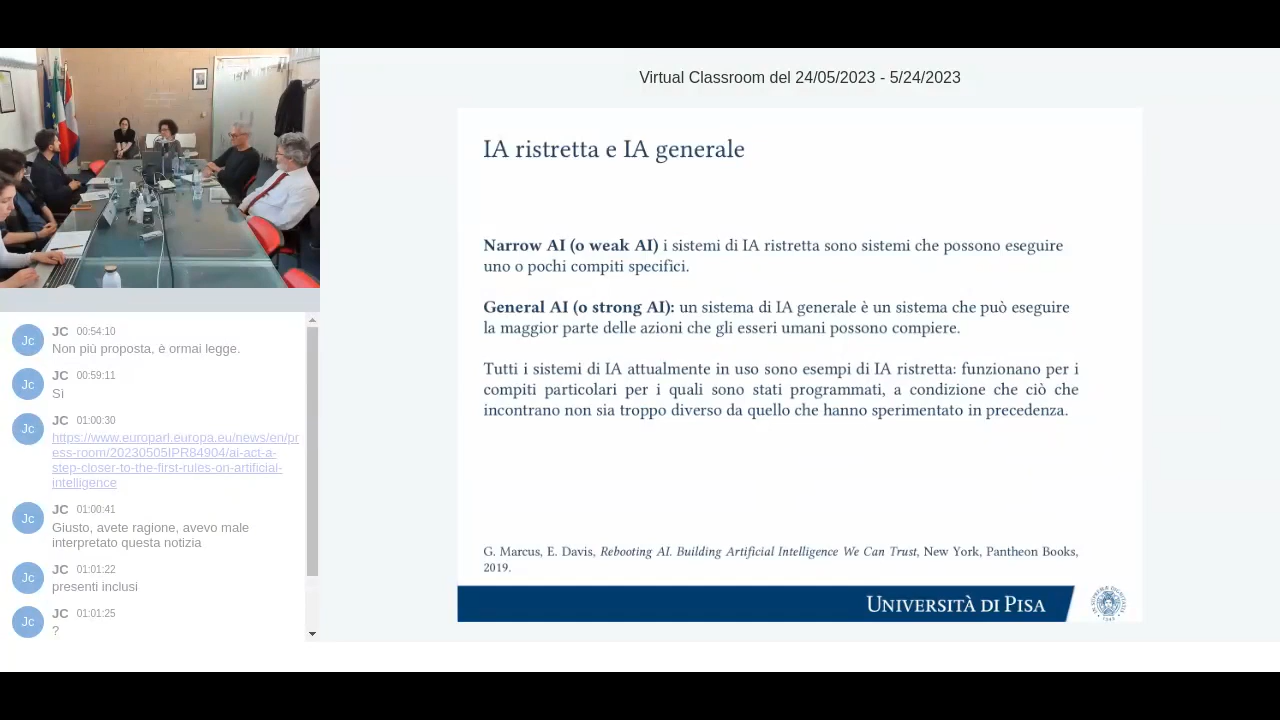 Virtual Classroom del 24/05/2023 - 5/24/2023
IA ristretta e IA generale
Narrow AI (o weak AI) i sistemi di IA ristretta sono sistemi che possono eseguire
uno o pochi compiti specifici.
General AI (o strong AI): un sistema di IA generale è un sistema che può eseguire
la maggior parte delle azioni che gli esseri umani possono compiere.
Tutti i sistemi di IA attualmente in uso sono esempi di IA ristretta: funzionano per i
compiti particolari per i quali sono stati programmati, a condizione che ciò che
incontrano non sia troppo diverso da quello che hanno sperimentato in precedenza.
G. Marcus, E. Davis, Rebooting AI. Building Artificial Intelligence We Can Trust, New York, Pantheon Books,
2019.
UNIVERSITÀ DI PISA
Jc
JC 00:54:10
Non più proposta, è ormai legge.
Jc
JC 00:59:11
Sì
Jc
JC 01:00:30
https://www.europarl.europa.eu/news/en/pr
ess-room/20230505IPR84904/ai-act-a-
step-closer-to-the-first-rules-on-artificial-
intelligence
Jc
JC 01:00:41
Giusto, avete ragione, avevo male
interpretato questa notizia
Jc
JC 01:01:22
presenti inclusi
Jc
JC 01:01:25
?